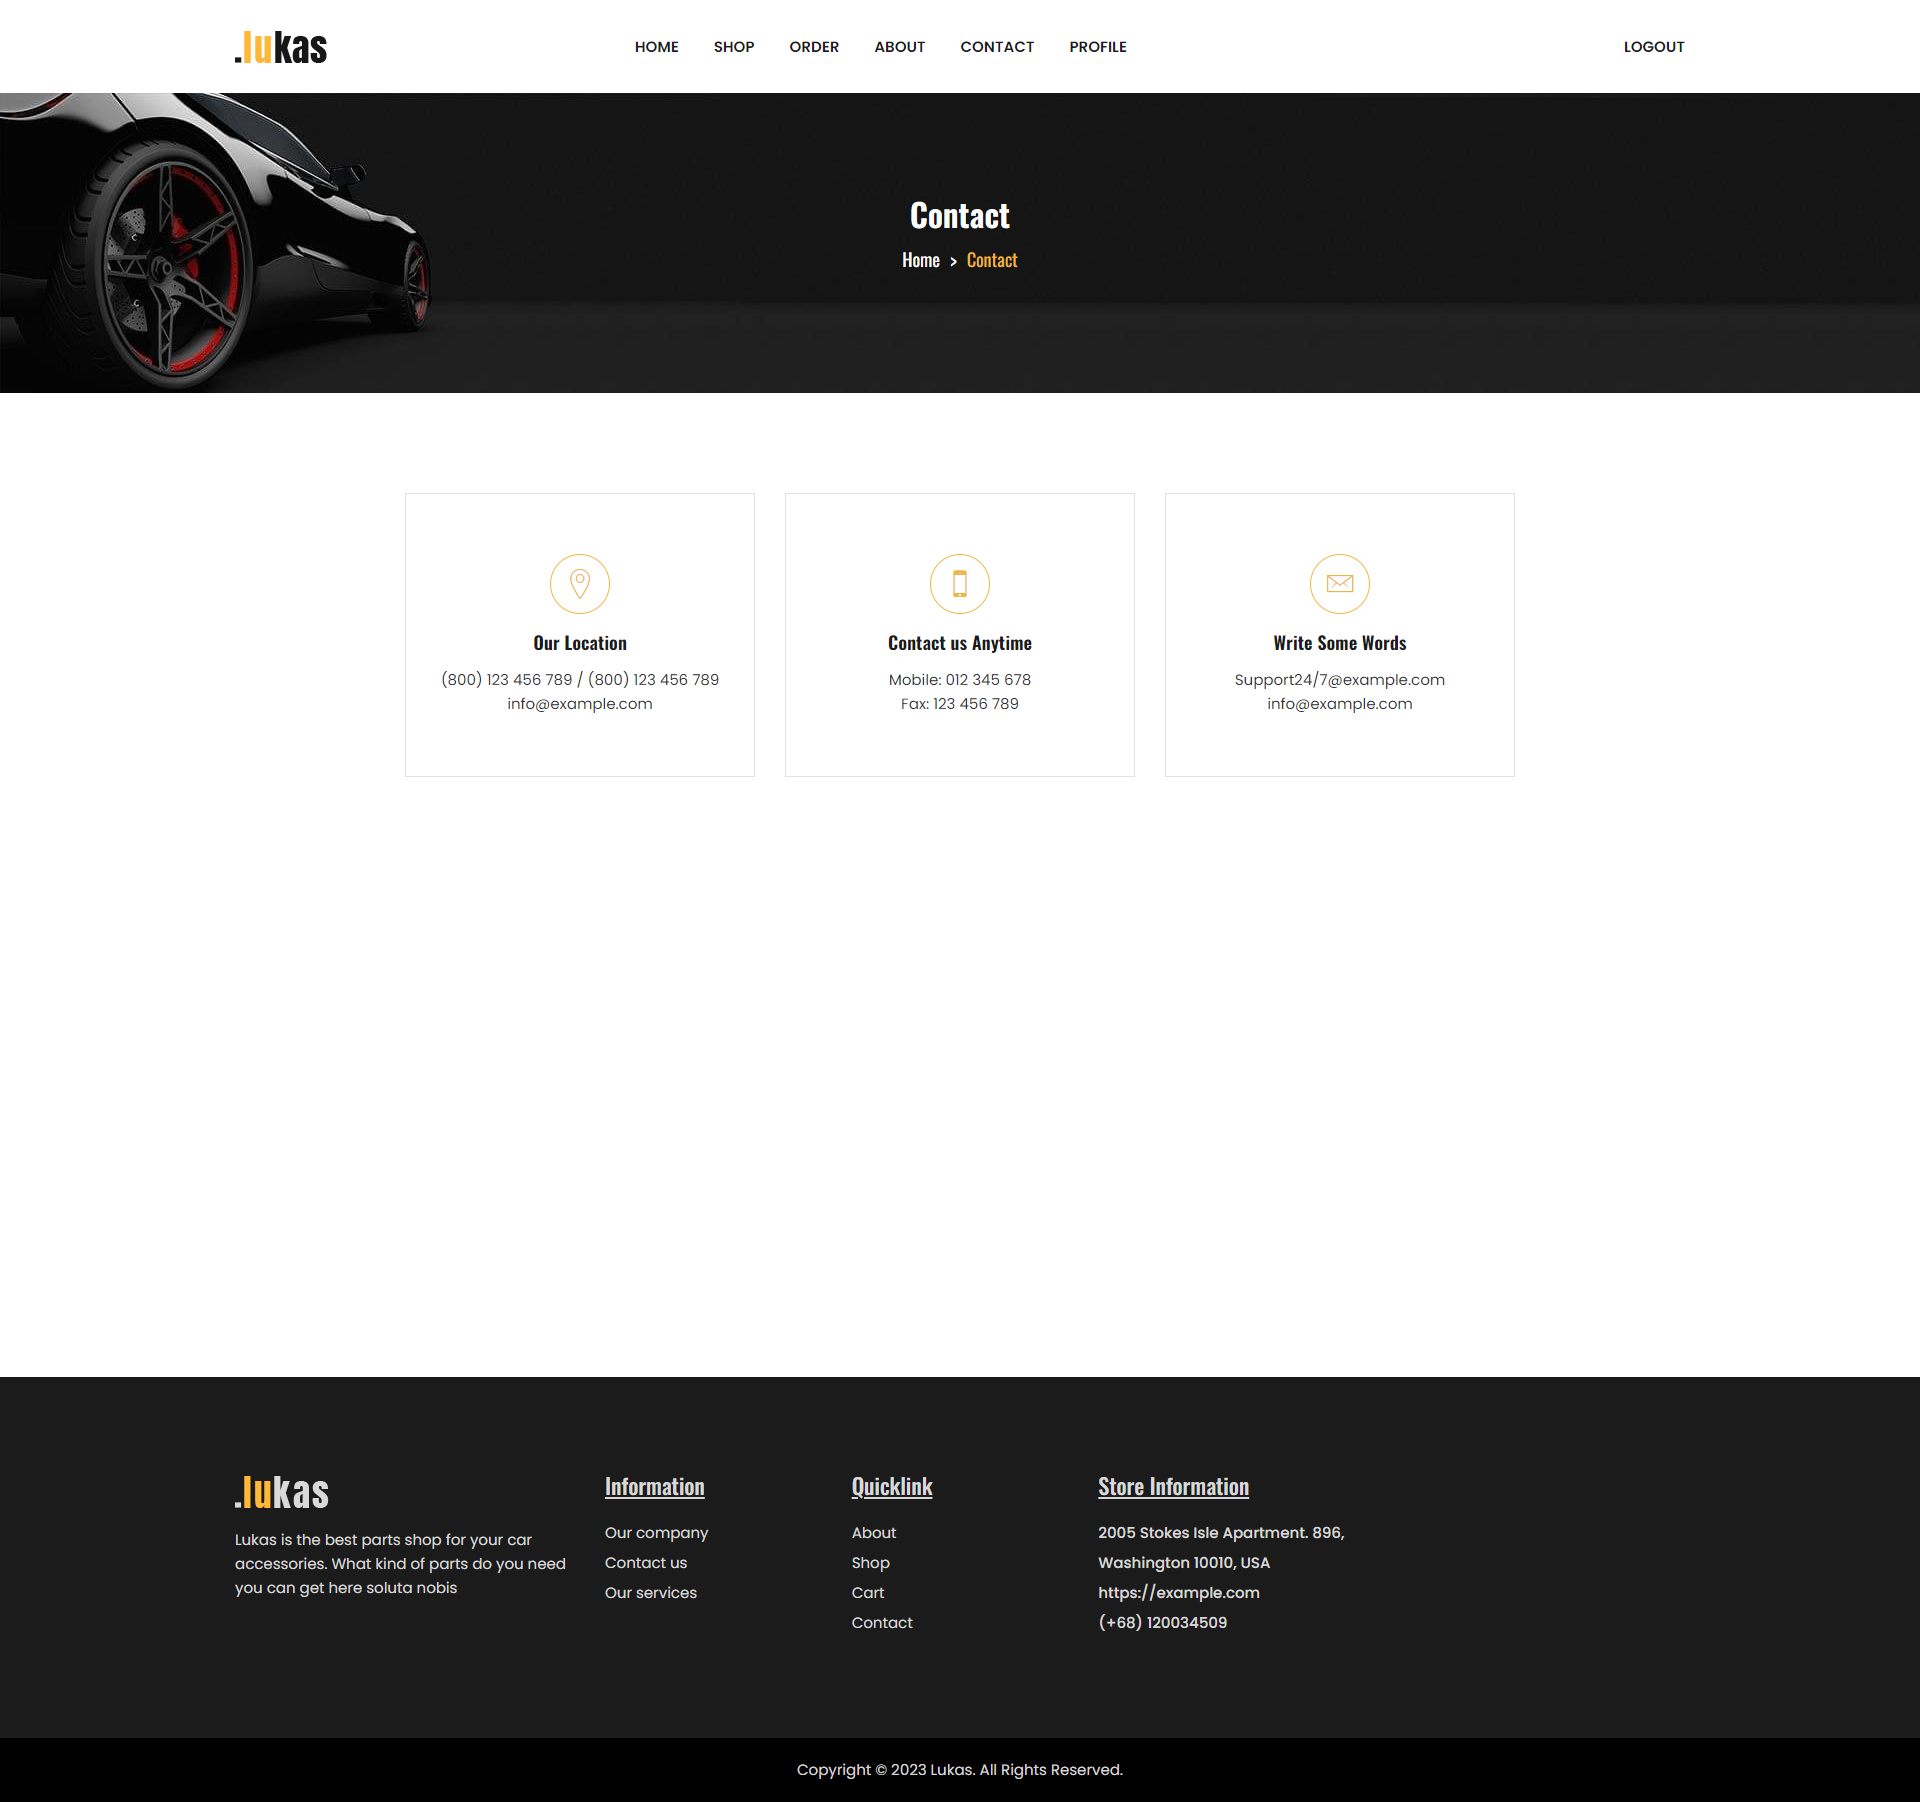 .lukas
HOME SHOP ORDER ABOUT CONTACT PROFILE LOGOUT
Contact
Home > Contact
Our Location
(800) 123 456 789 / (800) 123 456 789
info@example.com
Contact us Anytime
Mobile: 012 345 678
Fax: 123 456 789
Write Some Words
Support24/7@example.com
info@example.com
.lukas
Lukas is the best parts shop for your car
accessories. What kind of parts do you need
you can get here soluta nobis
Information
Our company
Contact us
Our services
Quicklink
About
Shop
Cart
Contact
Store Information
2005 Stokes Isle Apartment. 896,
Washington 10010, USA
https://example.com
(+68) 120034509
Copyright © 2023 Lukas. All Rights Reserved.